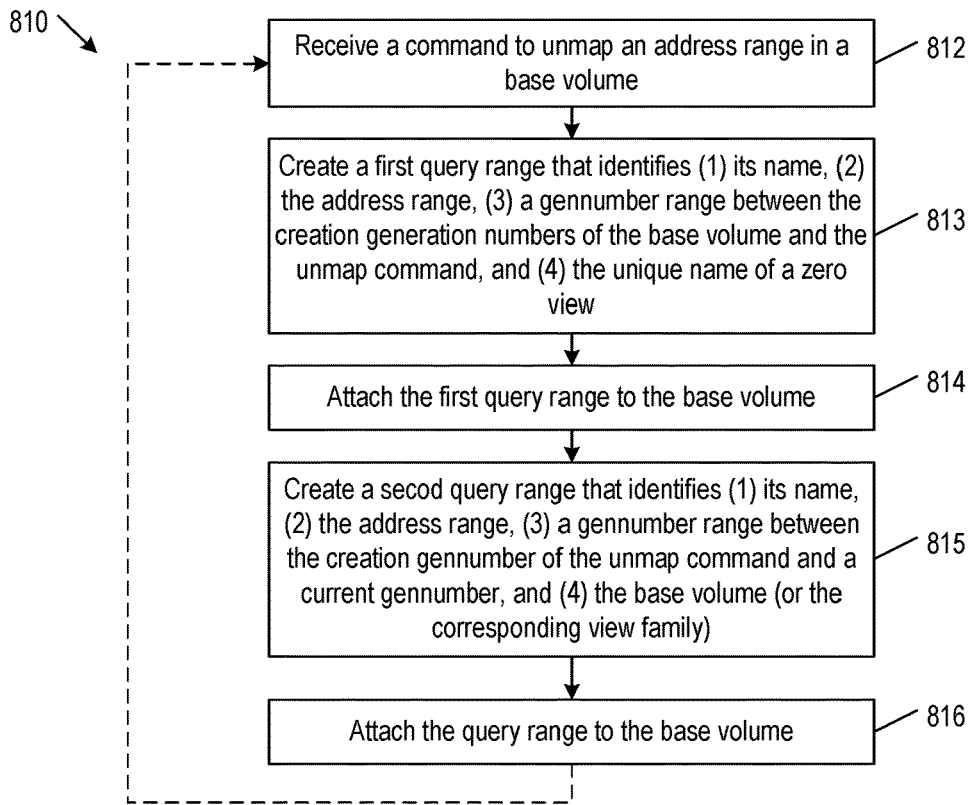 810
Receive a command to unmap an address range in a
base volume
812
Create a first query range that identifies (1) its name, (2)
the address range, (3) a gennumber range between the
creation generation numbers of the base volume and the
unmap command, and (4) the unique name of a zero
view
813
Attach the first query range to the base volume
814
Create a secod query range that identifies (1) its name,
(2) the address range, (3) a gennumber range between
the creation gennumber of the unmap command and a
current gennumber, and (4) the base volume (or the
corresponding view family)
815
Attach the query range to the base volume
816